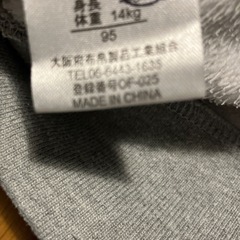 身長
体重 14kg
95
大阪府布帛製品工業組合
TEL06-6443-1635
登録番号OF-025
MADE IN CHINA